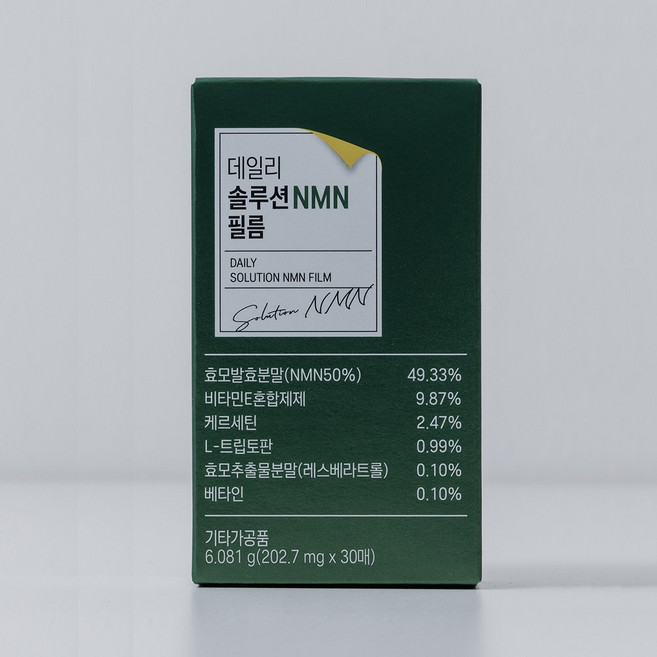 데일리
솔루션NMN
필름
DAILY
SOLUTION NMN FILM
Solution NMN
효모발효분말(NMN50%) 49.33%
비타민E혼합제제 9.87%
케르세틴 2.47%
L-트립토판 0.99%
효모추출물분말(레스베라트롤) 0.10%
베타인 0.10%
기타가공품
6.081 g(202.7 mg x 30매)